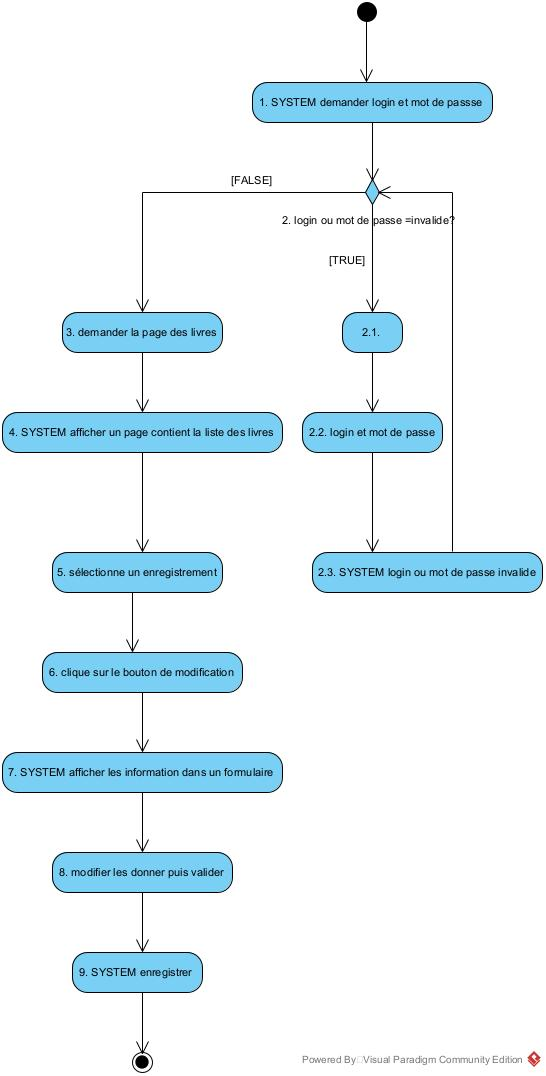 1. SYSTEM demander login et mot de passse
[FALSE]
2. login ou mot de passe =invalide?
[TRUE]
3. demander la page des livres
2.1.
4. SYSTEM afficher un page contient la liste des livres
2.2. login et mot de passe
5. sélectionne un enregistrement
2.3. SYSTEM login ou mot de passe invalide
6. clique sur le bouton de modification
7. SYSTEM afficher les information dans un formulaire
8. modifier les donner puis valider
9. SYSTEM enregistrer
Powered By Visual Paradigm Community Edition